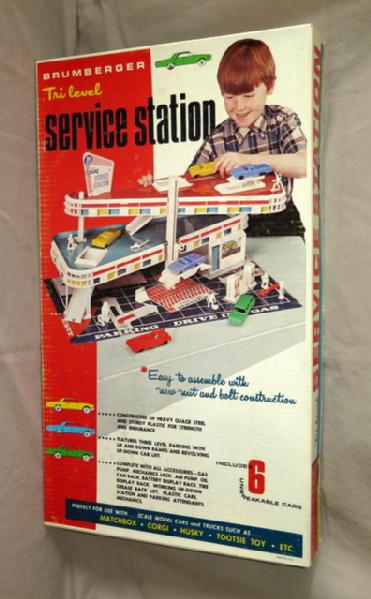 BRUMBERGER
Tri level
service station
PARKING DRIVE IN GAS
Easy to assemble with
new nut and bolt construction
CONSTRUCTED OF HEAVY GUAGE STEEL
AND STURDY PLASTIC FOR STRENGTH
AND ENDURANCE
FEATURES THREE LEVEL PARKING WITH
UP AND DOWN RAMPS AND REVOLVING
UP-DOWN CAR LIFT.
COMPLETE WITH ALL ACCESSORIES—GAS
PUMP, MECHANICS JACK, AIR PUMP, OIL
CAN RACK, BATTERY DISPLAY RACK, TIRE
DISPLAY RACK, WORKING UP-DOWN
GREASE RACK LIFT, PLASTIC CARS,
STATION AND PARKING ATTENDANTS,
MECHANICS.
INCLUDES
6
UNBREAKABLE CARS
PERFECT FOR USE WITH . . . SCALE MODEL CARS and TRUCKS SUCH AS
MATCHBOX • CORGI • HUSKY • TOOTSIE TOY • ETC.